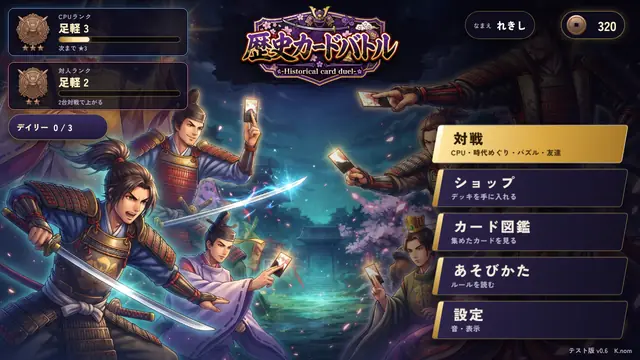 CPUランク
足軽 3
次まで ★3
対人ランク
足軽 2
2台対戦で上がる
デイリー 0 / 3
歴史カードバトル
-Historical card duel-
なまえ れきし
320
対戦
CPU・時代めぐり・パズル・友達
ショップ
デッキを手に入れる
カード図鑑
集めたカードを見る
あそびかた
ルールを読む
設定
音・表示
テスト版 v0.6 K.nom